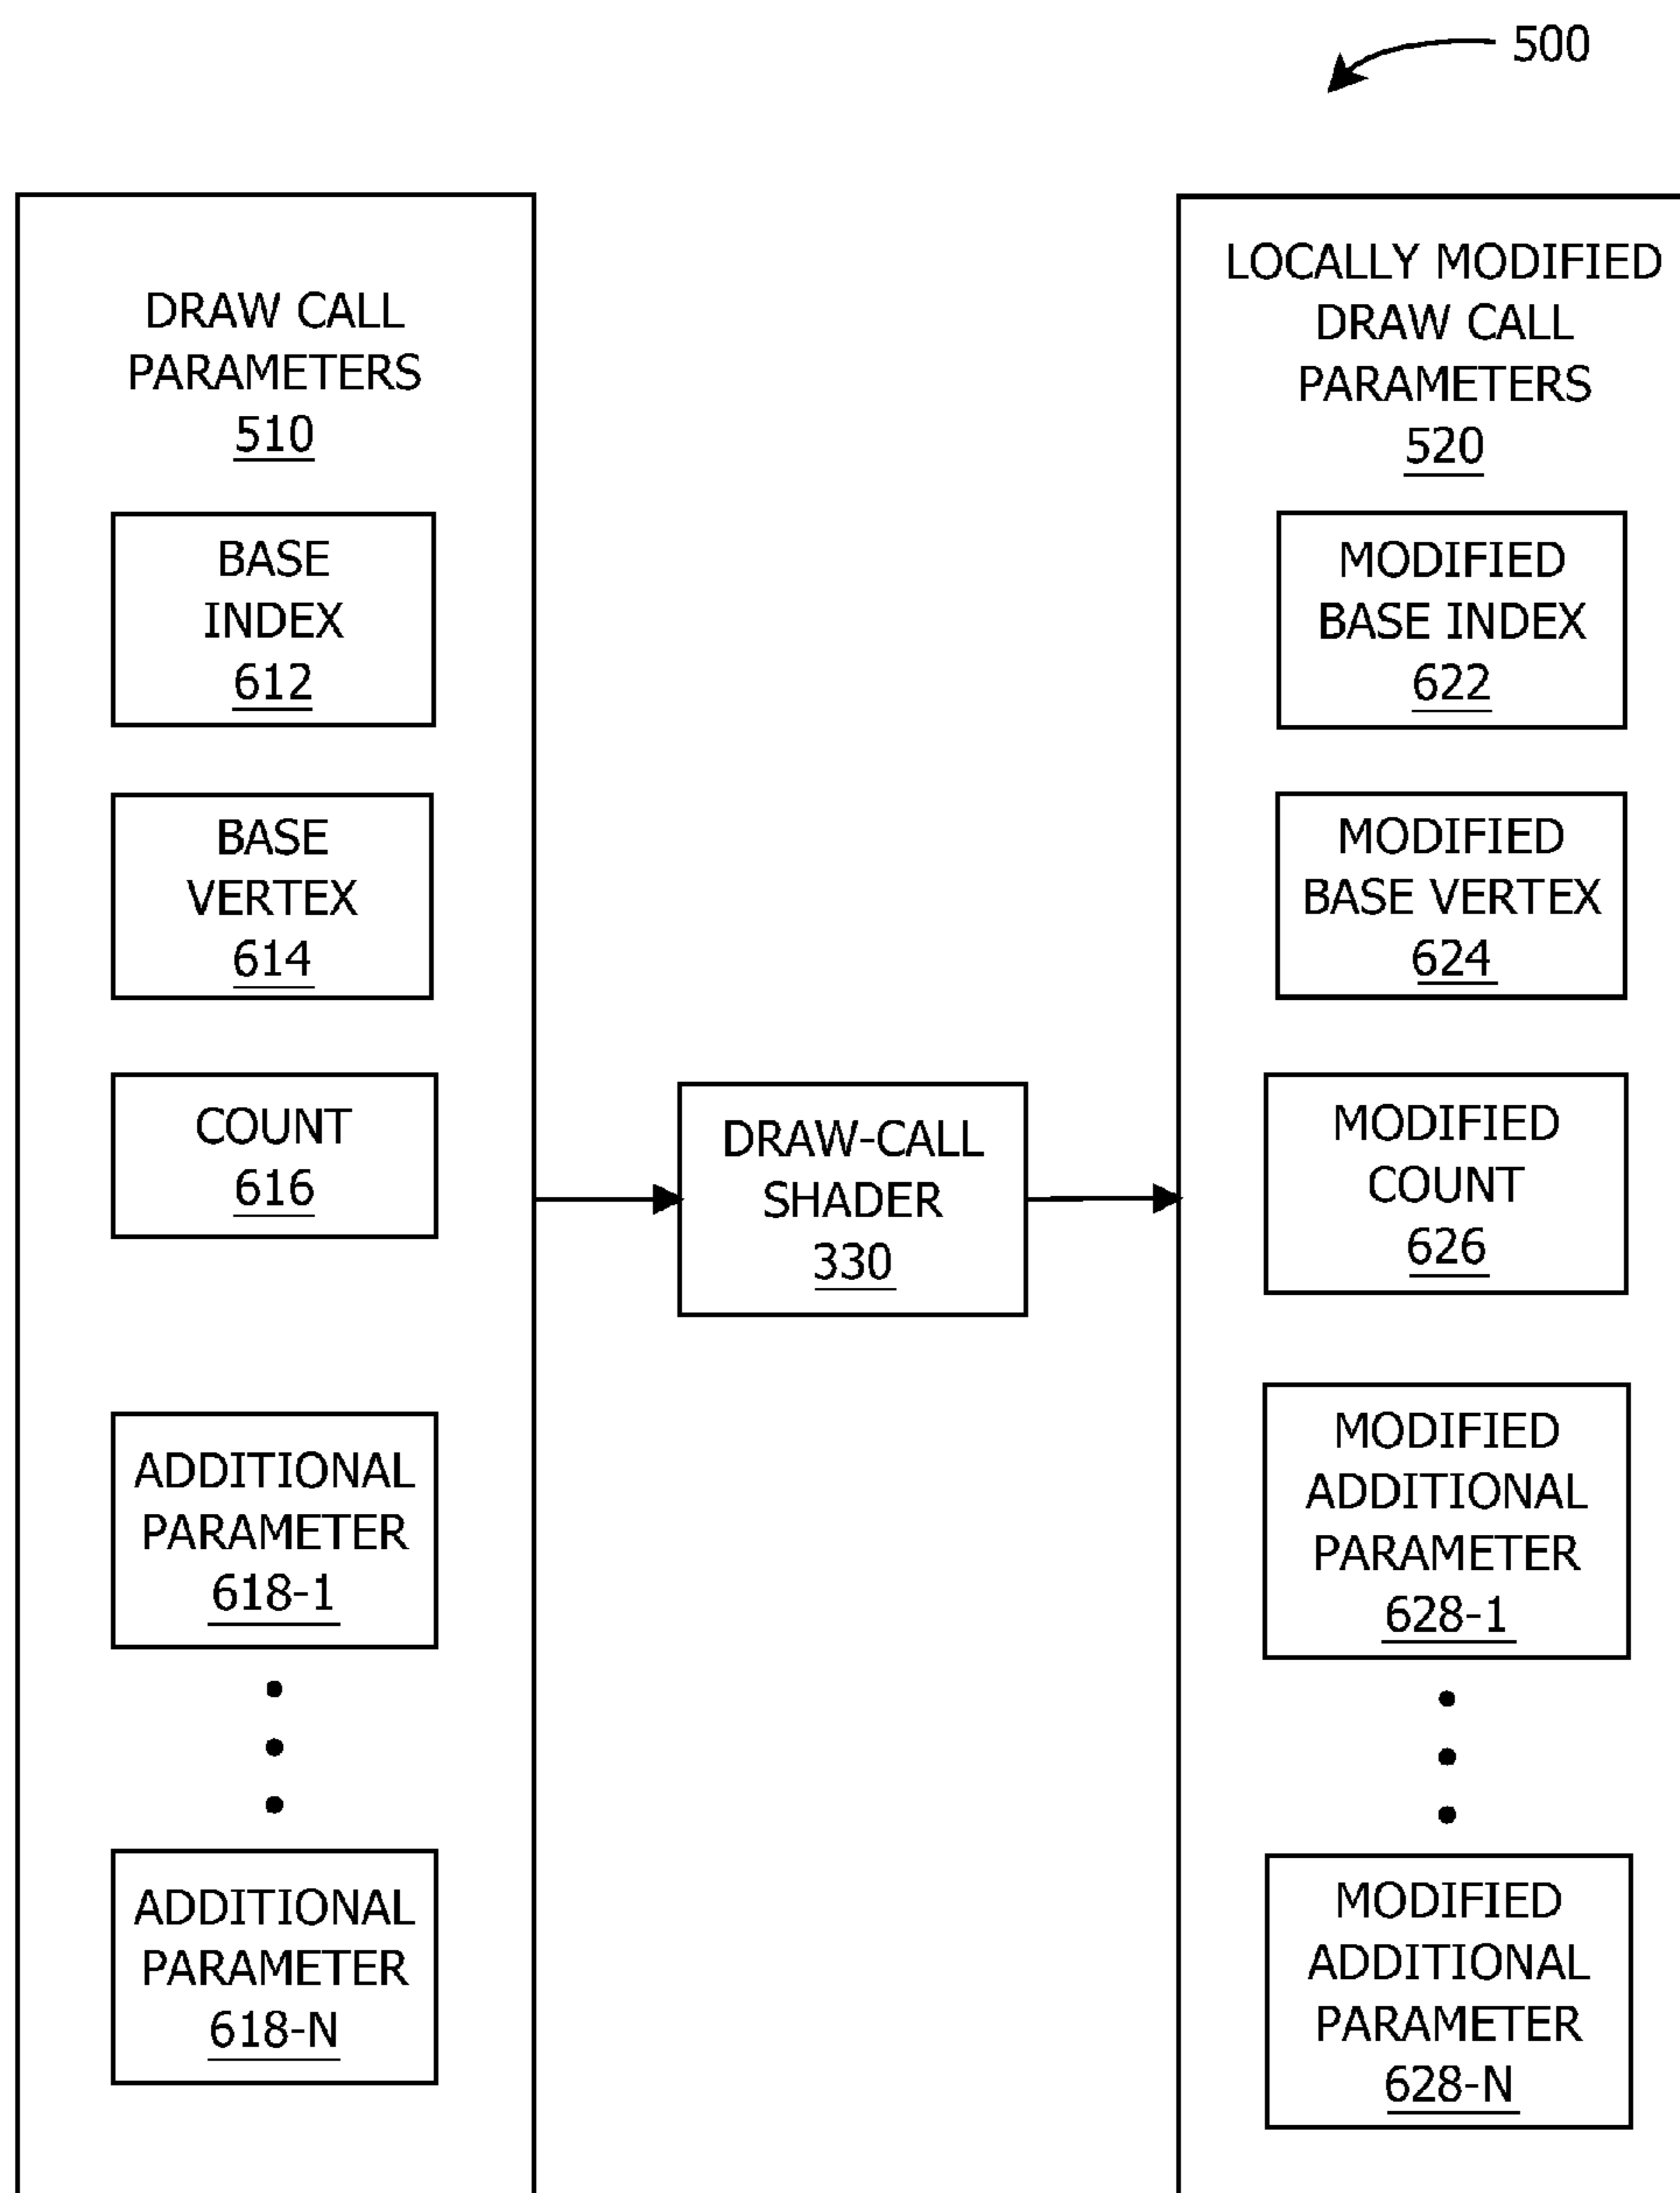 500
DRAW CALL
PARAMETERS
510
BASE
INDEX
612
BASE
VERTEX
614
COUNT
616
ADDITIONAL
PARAMETER
618-1
ADDITIONAL
PARAMETER
618-N
DRAW-CALL
SHADER
330
LOCALLY MODIFIED
DRAW CALL
PARAMETERS
520
MODIFIED
BASE INDEX
622
MODIFIED
BASE VERTEX
624
MODIFIED
COUNT
626
MODIFIED
ADDITIONAL
PARAMETER
628-1
MODIFIED
ADDITIONAL
PARAMETER
628-N